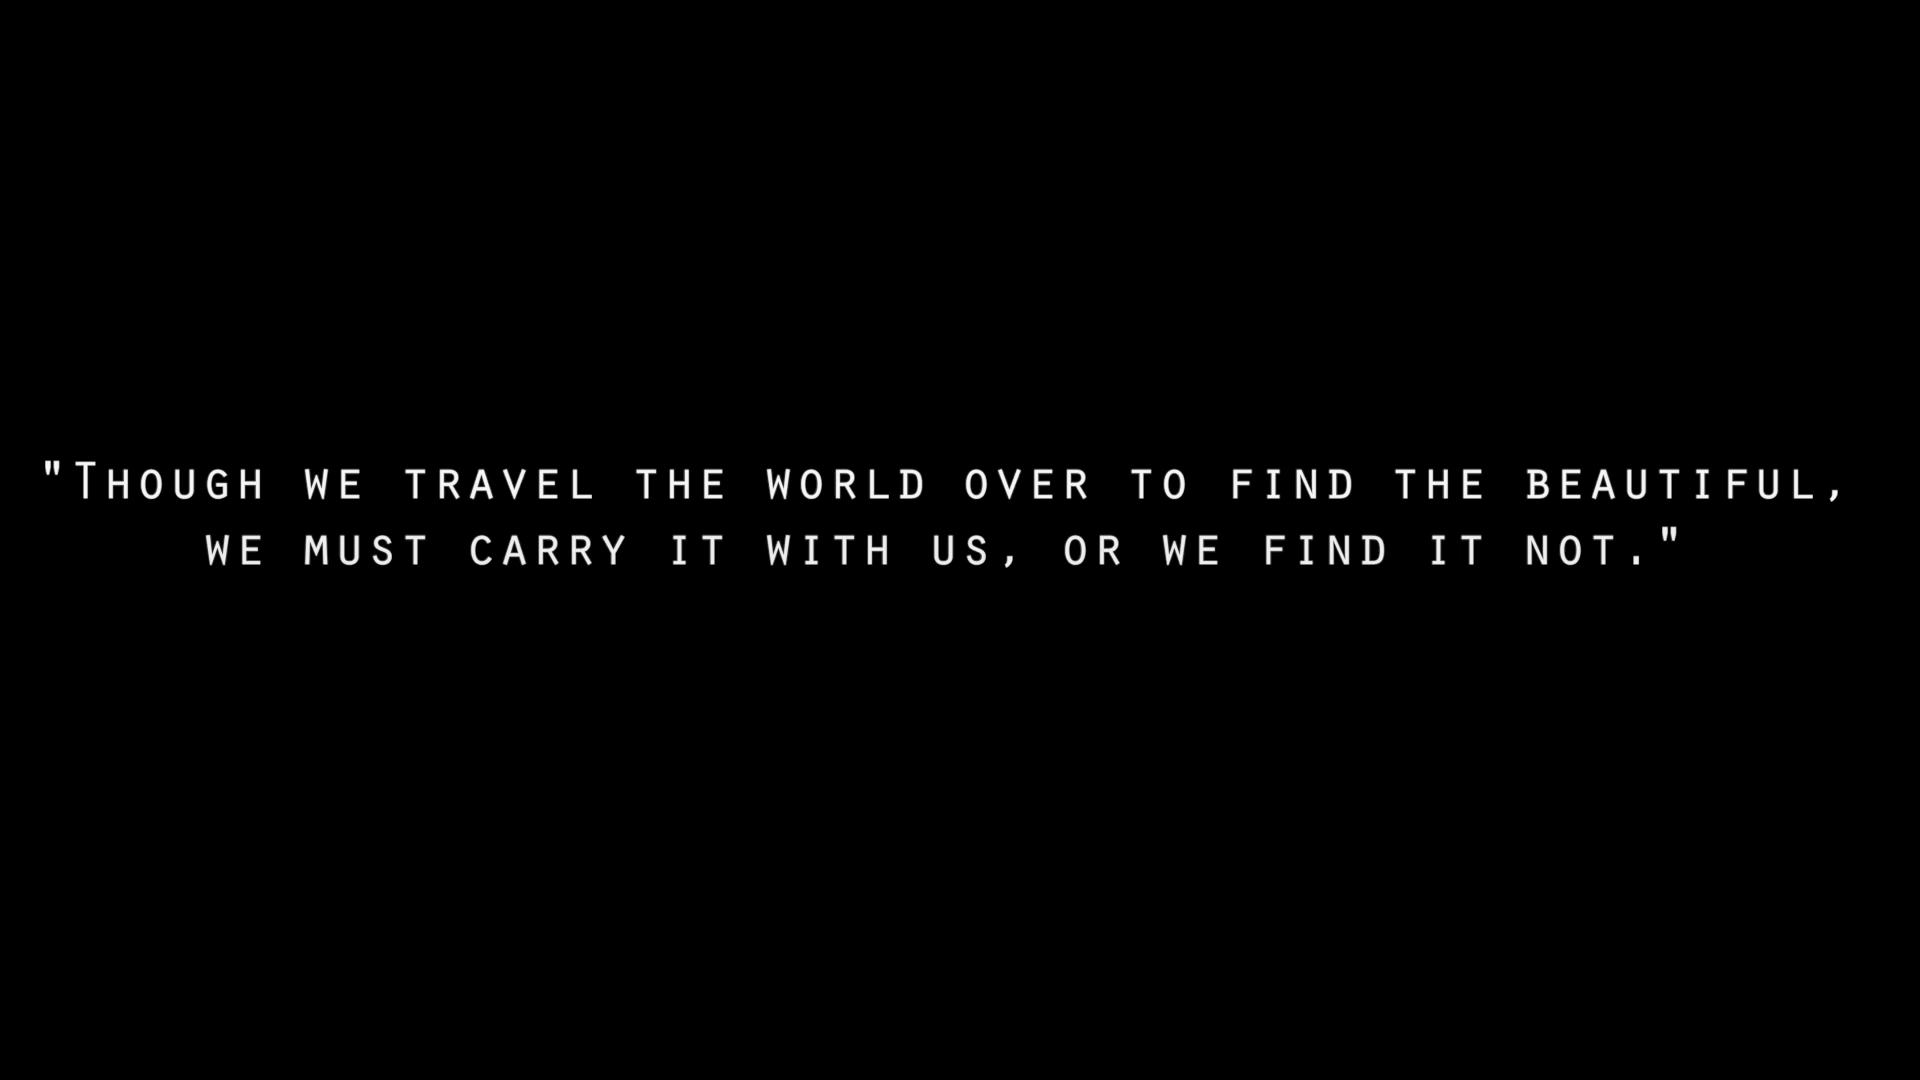 "Though we travel the world over to find the beautiful,
we must carry it with us, or we find it not."